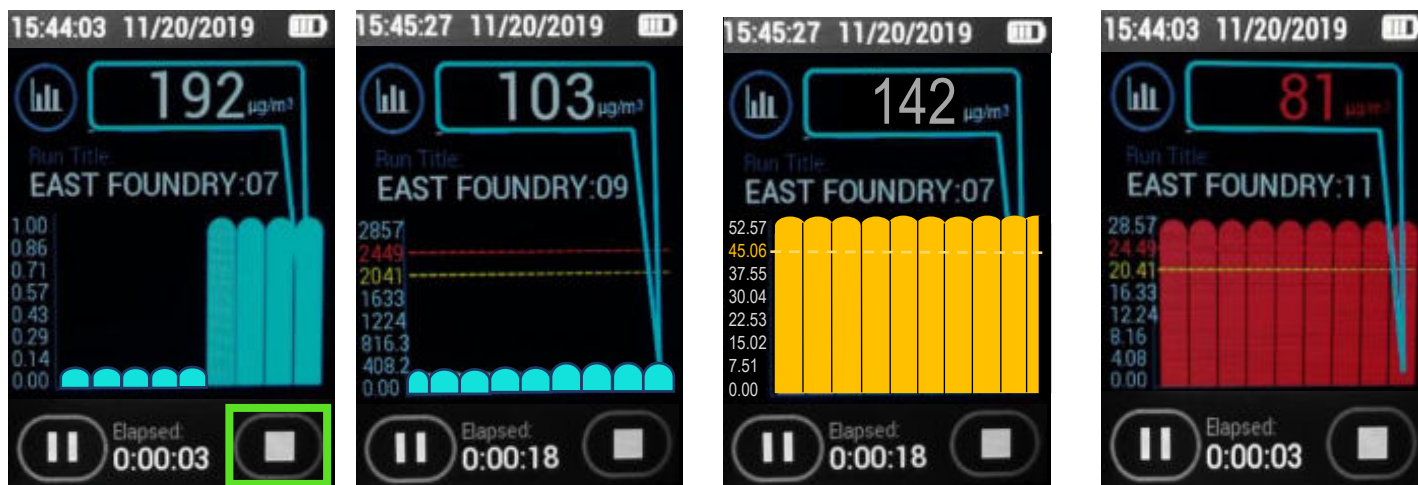 15:44:03 11/20/2019
192 µg/m³
Run Title:
EAST FOUNDRY:07
1.00
0.86
0.71
0.57
0.43
0.29
0.14
0.00
Elapsed:
0:00:03
15:45:27 11/20/2019
103 µg/m³
Run Title:
EAST FOUNDRY:09
2857
2449
2041
1633
1224
816.3
408.2
0.00
Elapsed:
0:00:18
15:45:27 11/20/2019
142 µg/m³
Run Title:
EAST FOUNDRY:07
52.57
45.06
37.55
30.04
22.53
15.02
7.51
0.00
Elapsed:
0:00:18
15:44:03 11/20/2019
81 µg/m³
Run Title:
EAST FOUNDRY:11
28.57
24.49
20.41
16.33
12.24
8.16
4.08
0.00
Elapsed:
0:00:03